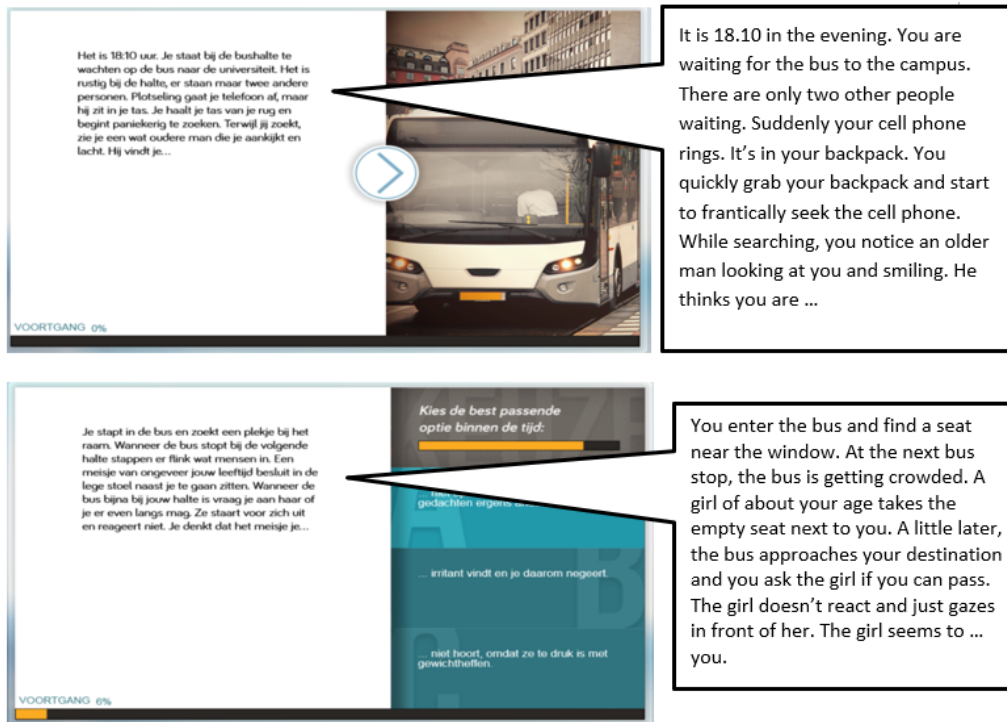 Het is 18:10 uur. Je staat bij de bushalte te
wachten op de bus naar de universiteit. Het is
rustig bij de halte, er staan maar twee andere
personen. Plotseling gaat je telefoon af, maar
hij zit in je tas. Je haalt je tas van je rug en
begint paniekerig te zoeken. Terwijl jij zoekt,
zie je een wat oudere man die je aankijkt en
lacht. Hij vindt je...
VOORTGANG 0%
It is 18.10 in the evening. You are
waiting for the bus to the campus.
There are only two other people
waiting. Suddenly your cell phone
rings. It's in your backpack. You
quickly grab your backpack and start
to frantically seek the cell phone.
While searching, you notice an older
man looking at you and smiling. He
thinks you are ...
Je stapt in de bus en zoekt een plekje bij het
raam. Wanneer de bus stopt bij de volgende
halte stappen er flink wat mensen in. Een
meisje van ongeveer jouw leeftijd besluit in de
lege stoel naast je te gaan zitten. Wanneer de
bus bijna bij jouw halte is vraag je aan haar of
je er even langs mag. Ze staart voor zich uit
en reageert niet. Je denkt dat het meisje je...
VOORTGANG 6%
KEUZE
Kies de best passende
optie binnen de tijd:
A
gedachten ergens
B
... irritant vindt en je daarom negeert.
C
... niet hoort, omdat ze te druk is met
gewichtheffen.
You enter the bus and find a seat
near the window. At the next bus
stop, the bus is getting crowded. A
girl of about your age takes the
empty seat next to you. A little later,
the bus approaches your destination
and you ask the girl if you can pass.
The girl doesn't react and just gazes
in front of her. The girl seems to ...
you.